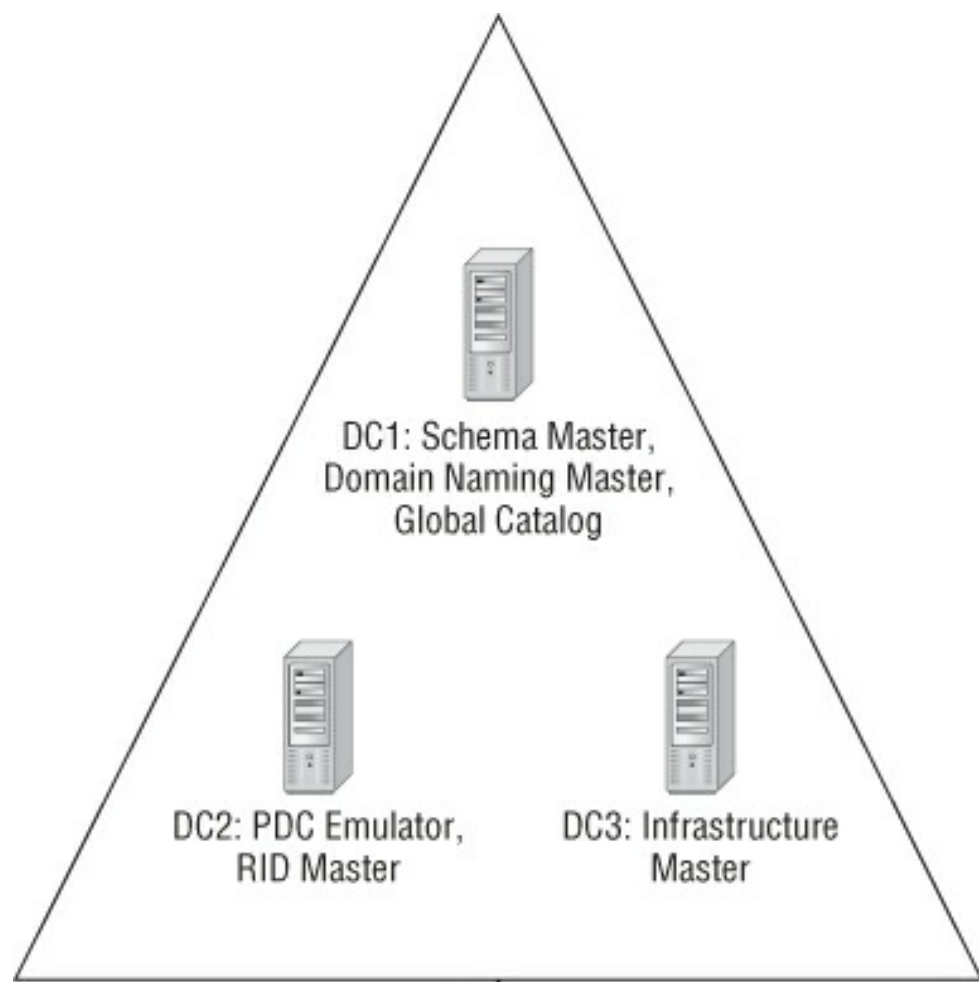 DC1: Schema Master,
Domain Naming Master,
Global Catalog
DC2: PDC Emulator,
RID Master
DC3: Infrastructure
Master